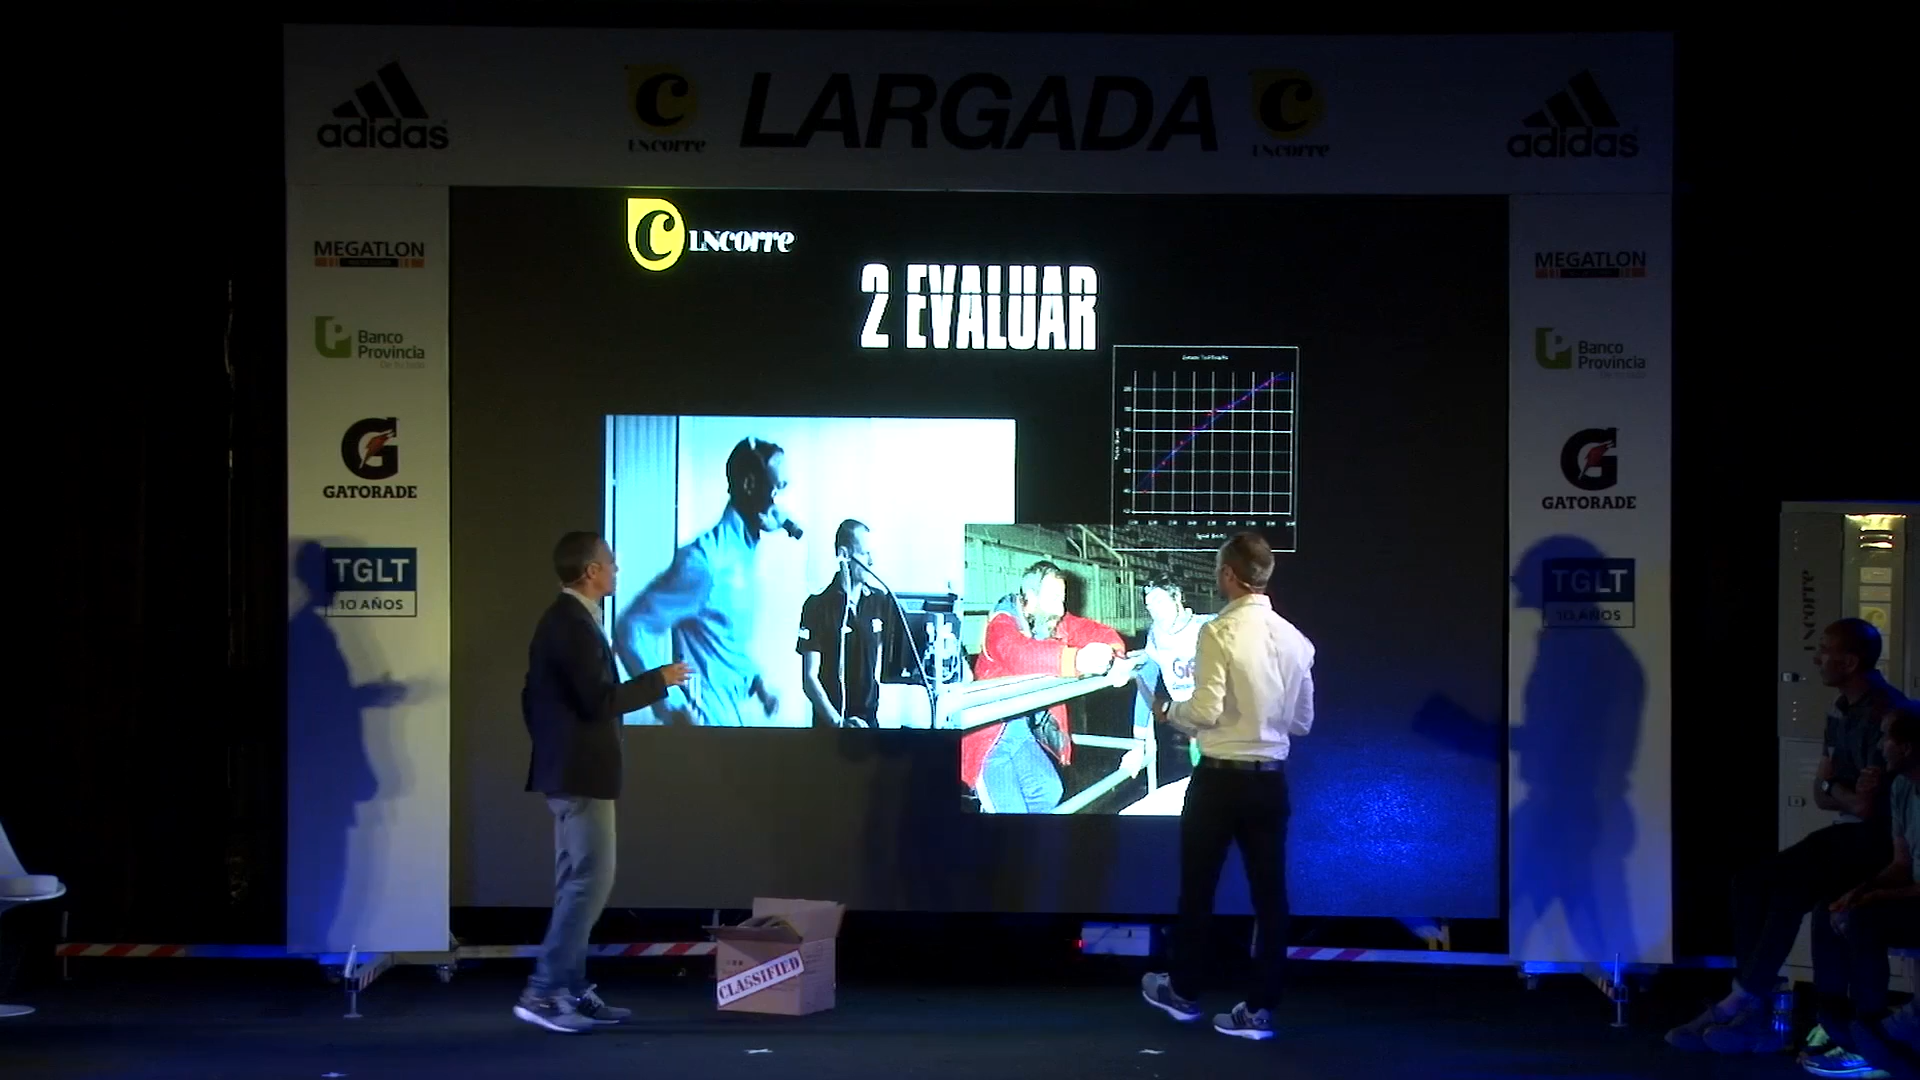 adidas
LNcorre
LARGADA
LNcorre
adidas
MEGATLON
Banco
Provincia
GATORADE
TGLT
10 AÑOS
C LNcorre
2 EVALUAR
MEGATLON
Banco
Provincia
GATORADE
TGLT
10 AÑOS
LNcorre
CLASSIFIED